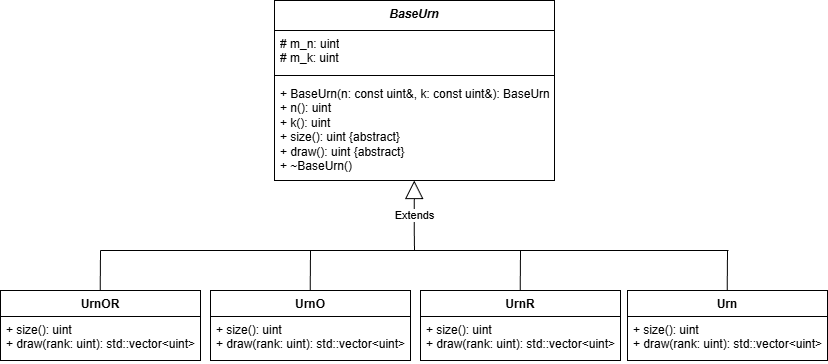 BaseUrn
# m_n: uint
# m_k: uint
+ BaseUrn(n: const uint&, k: const uint&): BaseUrn
+ n(): uint
+ k(): uint
+ size(): uint {abstract}
+ draw(): uint {abstract}
+ ~BaseUrn()
Extends
UrnOR
+ size(): uint
+ draw(rank: uint): std::vector<uint>
UrnO
+ size(): uint
+ draw(rank: uint): std::vector<uint>
UrnR
+ size(): uint
+ draw(rank: uint): std::vector<uint>
Urn
+ size(): uint
+ draw(rank: uint): std::vector<uint>